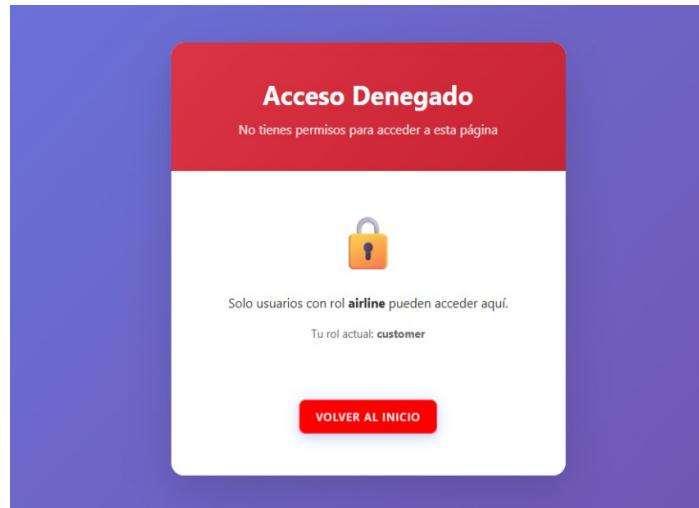 Acceso Denegado
No tienes permisos para acceder a esta página
Solo usuarios con rol airline pueden acceder aquí.
Tu rol actual: customer
VOLVER AL INICIO